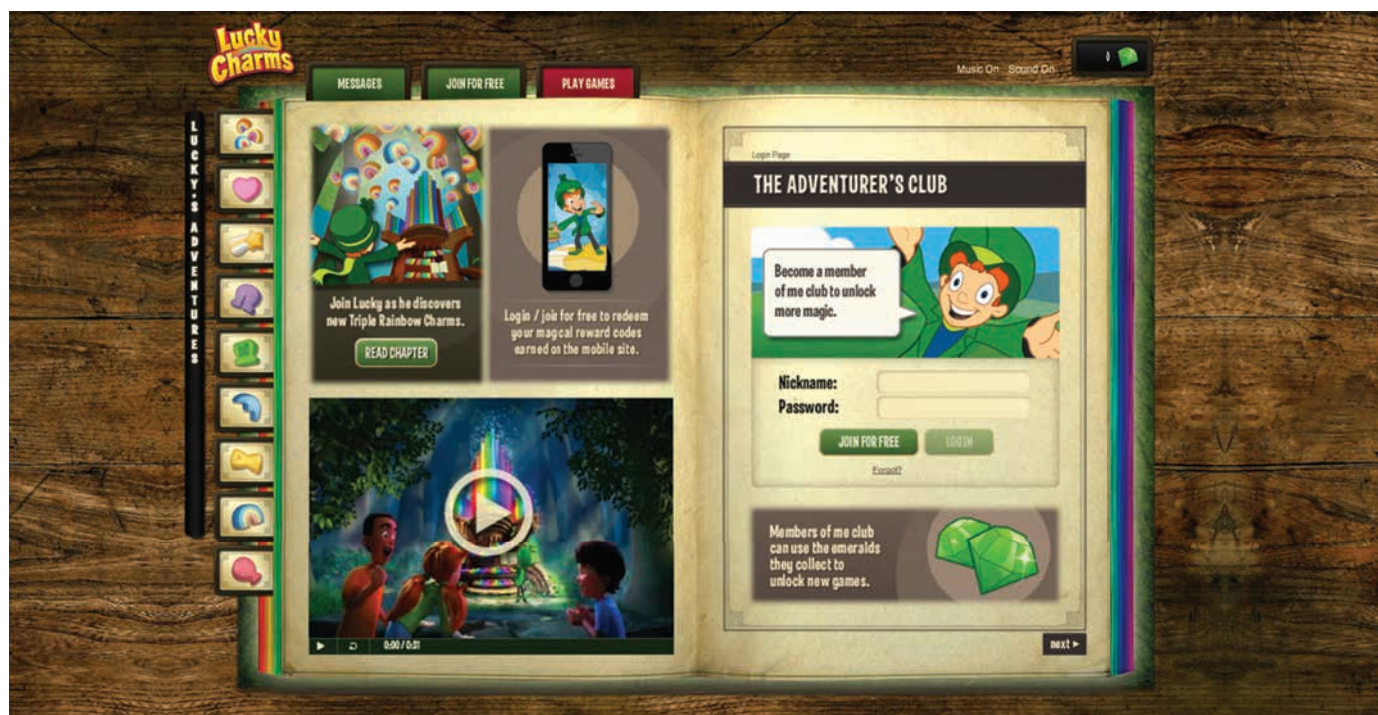 Lucky
Charms
MESSAGES
JOIN FOR FREE
PLAY GAMES
Music On Sound On
0
LUCKY'S ADVENTURES
Join Lucky as he discovers
new Triple Rainbow Charms.
READ CHAPTER
Login / join for free to redeem
your magcal reward codes
earned on the mobile site.
0:00 / 0:31
Login Page
THE ADVENTURER'S CLUB
Become a member
of me club to unlock
more magic.
Nickname:
Password:
JOIN FOR FREE
LOG IN
Forgot?
Members of me club
can use the emeralds
they collect to
unlock new games.
next